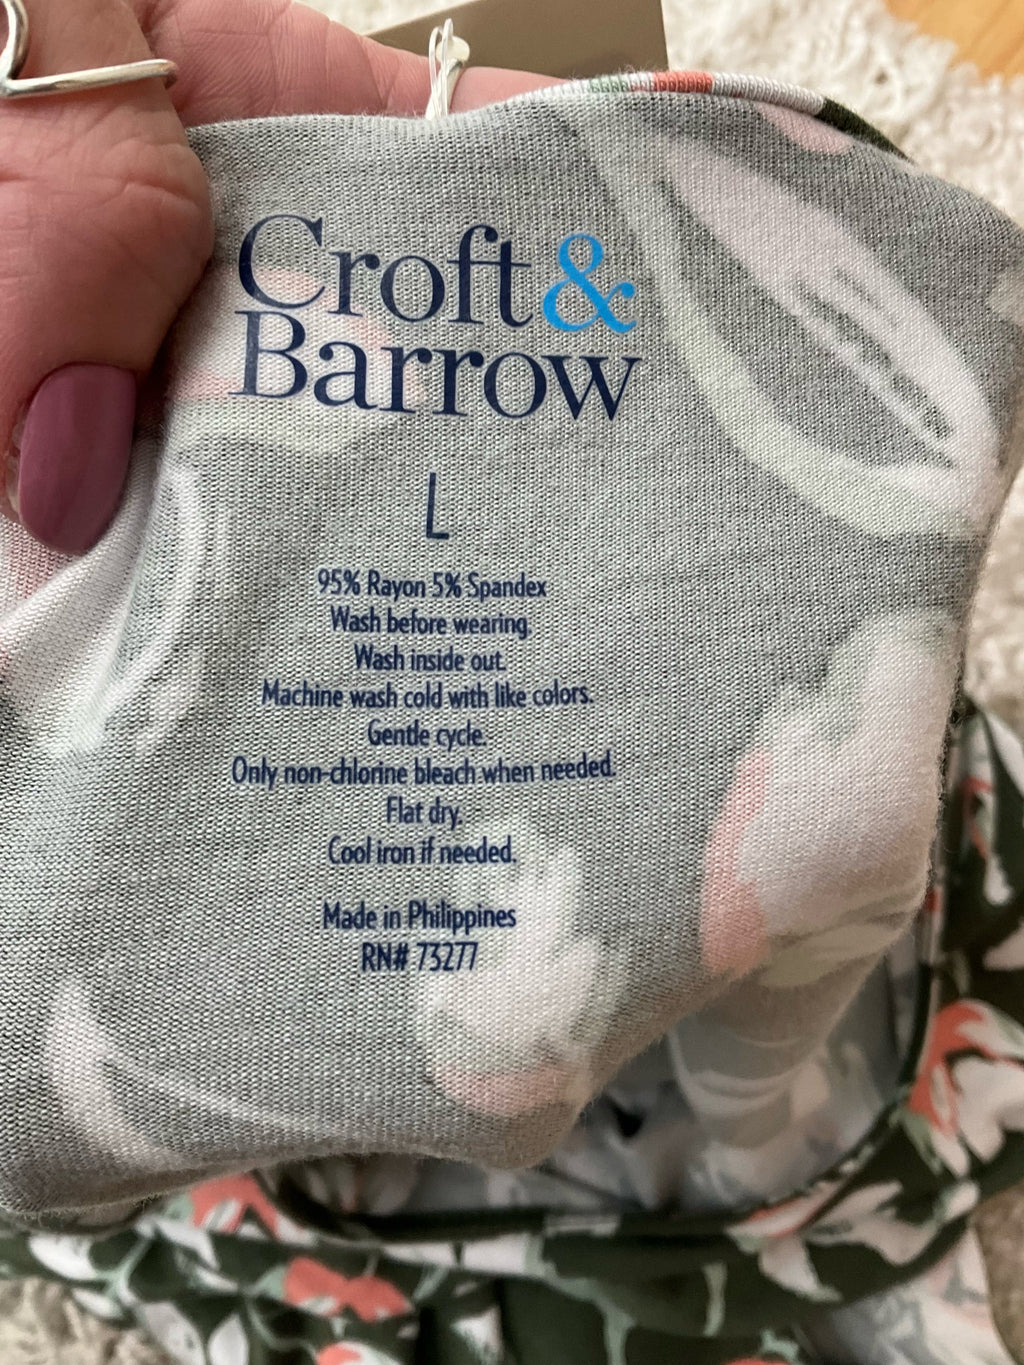 Croft &
Barrow
L
95% Rayon 5% Spandex
Wash before wearing.
Wash inside out.
Machine wash cold with like colors.
Gentle cycle.
Only non-chlorine bleach when needed.
Flat dry.
Cool iron if needed.
Made in Philippines
RN# 73277